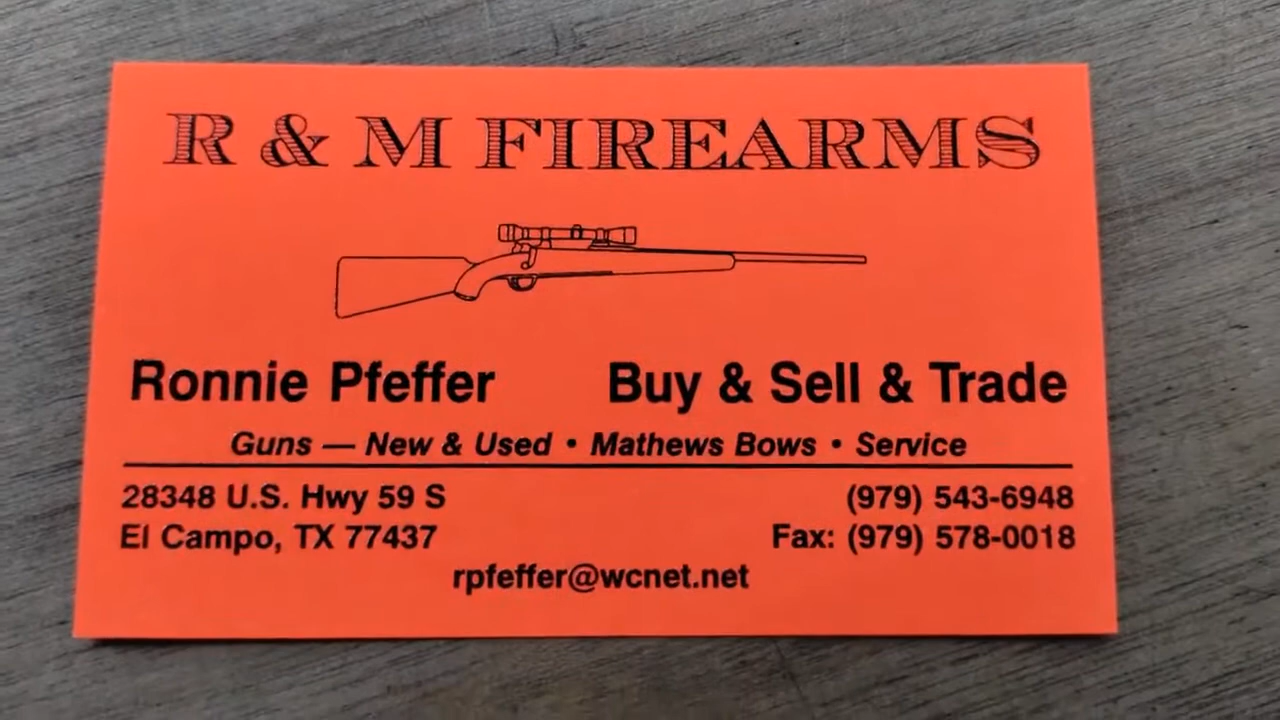 R & M FIREARMS
Ronnie Pfeffer Buy & Sell & Trade
Guns — New & Used • Mathews Bows • Service
28348 U.S. Hwy 59 S (979) 543-6948
El Campo, TX 77437 Fax: (979) 578-0018
rpfeffer@wcnet.net